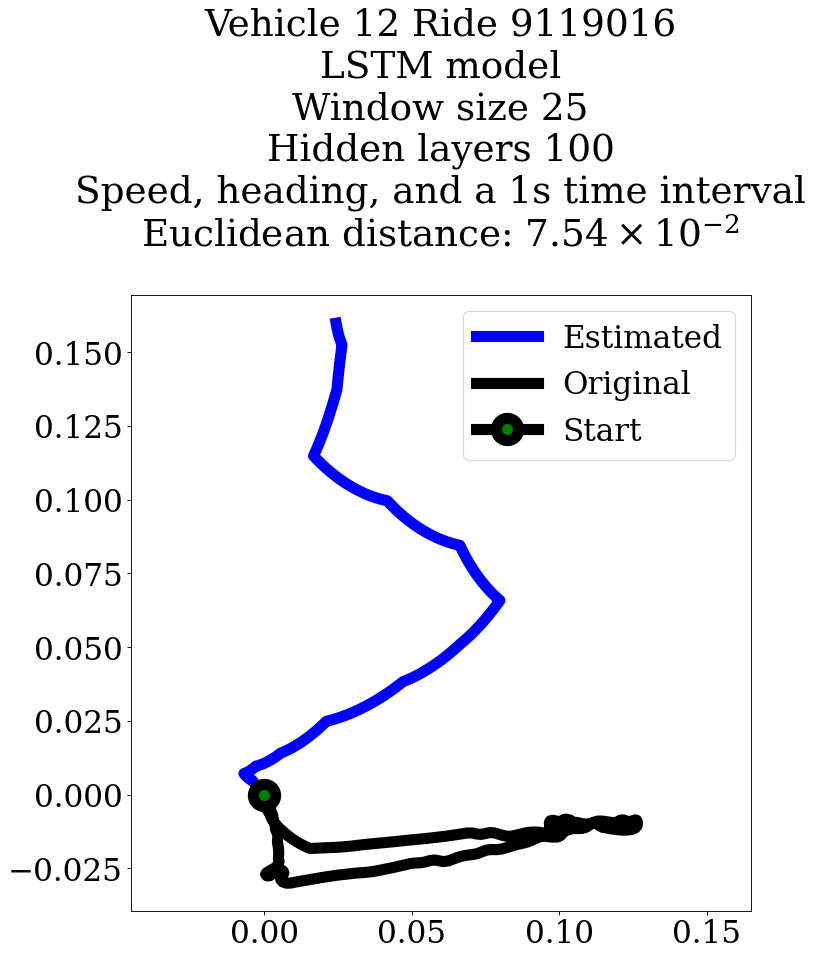 Vehicle 12 Ride 9119016
LSTM model
Window size 25
Hidden layers 100
Speed, heading, and a 1s time interval
Euclidean distance: 7.54 × 10⁻²
Estimated
Original
Start
0.150
0.125
0.100
0.075
0.050
0.025
0.000
−0.025
0.00 0.05 0.10 0.15